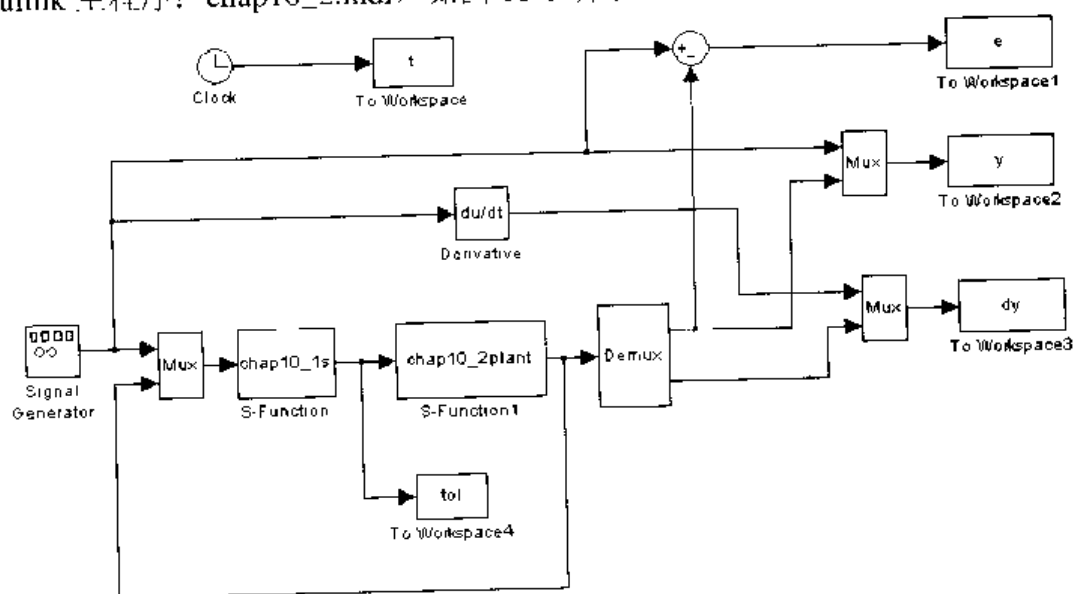 t
Clock
To Workspace
+
-
e
To Workspace1
Mux
y
To Workspace2
du/dt
Derivative
Mux
dy
To Workspace3
Signal
Generator
Mux
chap10_1s
S-Function
chap10_2plant
S-Function1
Demux
tol
To Workspace4